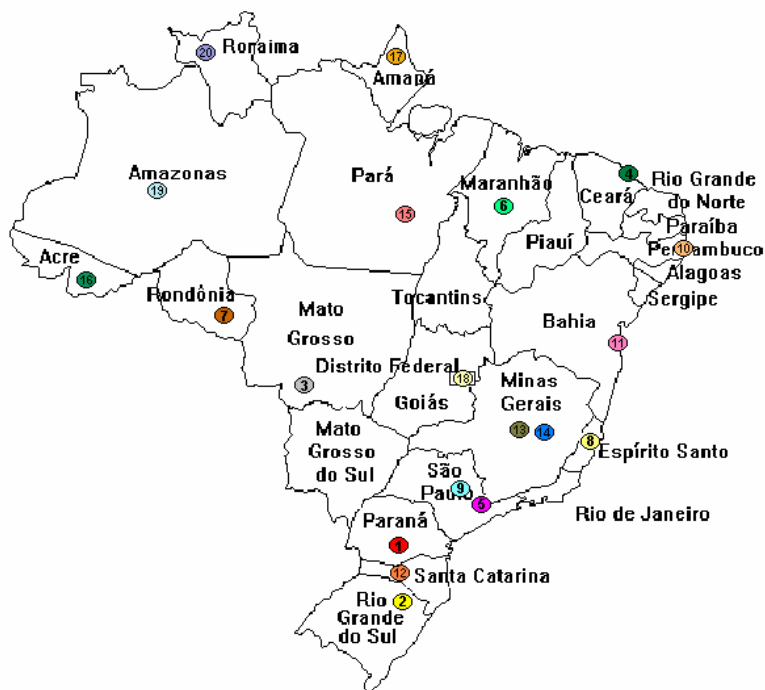 20
Roraima
17
Amapá
Amazonas
19
Pará
15
Maranhão
6
4
Ceará
Rio Grande
do Norte
Paraíba
10
Pernambuco
Alagoas
Sergipe
Piauí
Acre
16
Rondônia
7
Mato
Grosso
3
Tocantins
Bahia
11
Distrito Federal
18
Goiás
Minas
Gerais
13
14
8
Espírito Santo
Mato
Grosso
do Sul
São
Paulo
9
5
Rio de Janeiro
Paraná
1
12
Santa Catarina
Rio
Grande
do Sul
2